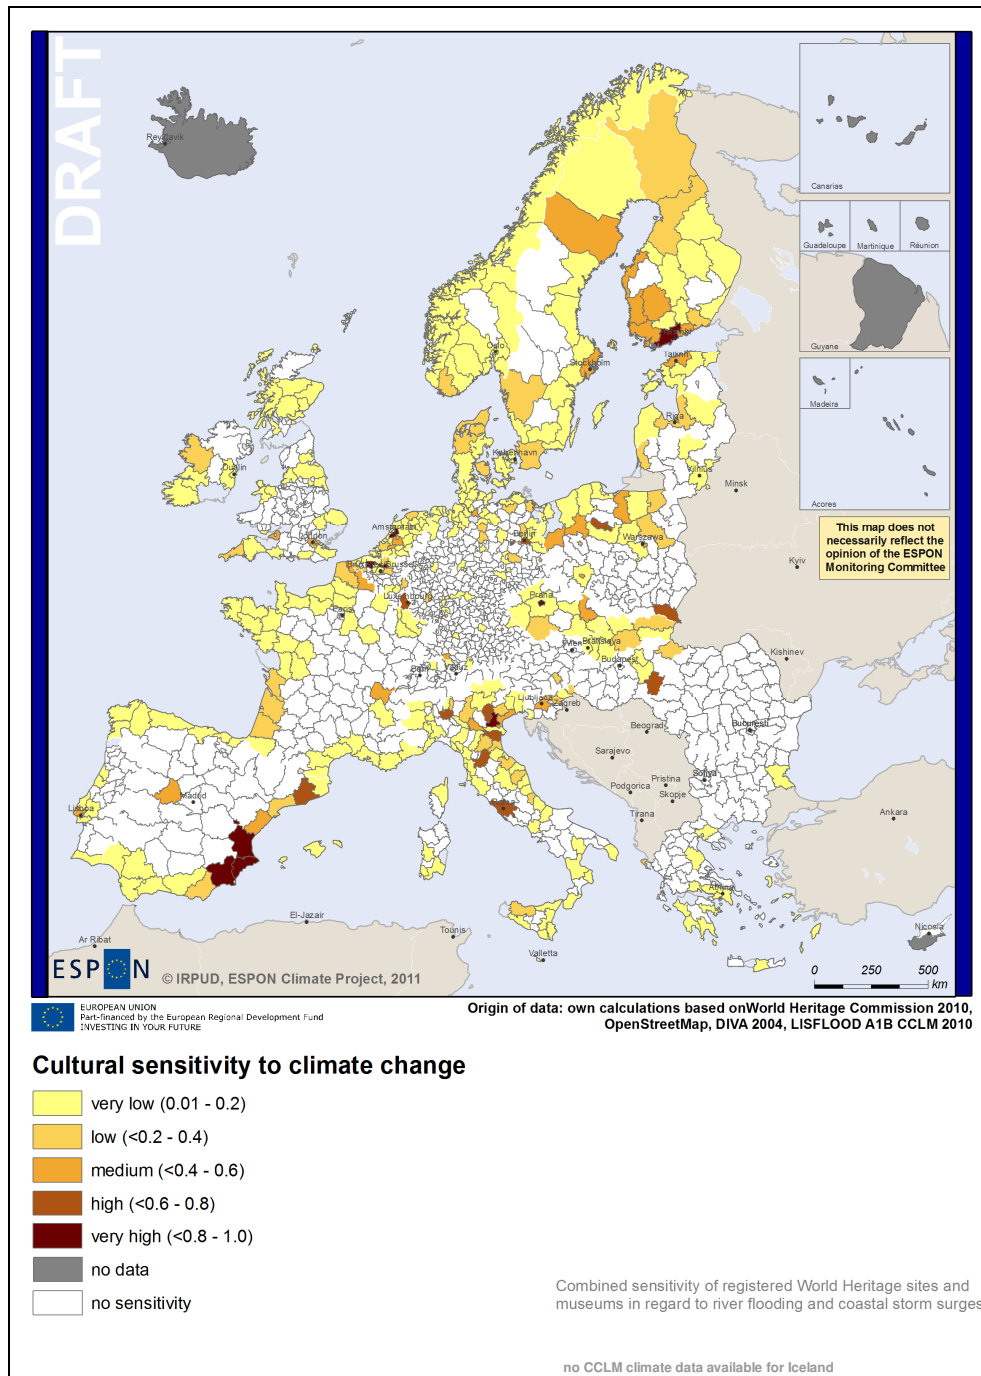 DRAFT
Reykjavik
Canarias
Guadeloupe
Martinique
Réunion
Guyane
Madeira
Acores
This map does not
necessarily reflect the
opinion of the ESPON
Monitoring Committee
Oslo
Stockholm
Tallinn
Riga
København
Vilnius
Minsk
Dublin
London
Amsterdam
Berlin
Warszawa
Kyiv
Luxembourg
Praha
Paris
Wien
Bratislava
Budapest
Kishinev
Bern
Vaduz
Ljubljana
Zagreb
Beograd
Bucuresti
Sarajevo
Sofiya
Podgorica
Pristina
Skopje
Tirana
Ankara
Madrid
Lisboa
Athinai
El-Jazair
Tounis
Ar Ribat
Valletta
Nicosia
ESPON
© IRPUD, ESPON Climate Project, 2011
0 250 500
km
EUROPEAN UNION
Part-financed by the European Regional Development Fund
INVESTING IN YOUR FUTURE
Origin of data: own calculations based onWorld Heritage Commission 2010,
OpenStreetMap, DIVA 2004, LISFLOOD A1B CCLM 2010
Cultural sensitivity to climate change
very low (0.01 - 0.2)
low (<0.2 - 0.4)
medium (<0.4 - 0.6)
high (<0.6 - 0.8)
very high (<0.8 - 1.0)
no data
no sensitivity
Combined sensitivity of registered World Heritage sites and
museums in regard to river flooding and coastal storm surges
no CCLM climate data available for Iceland